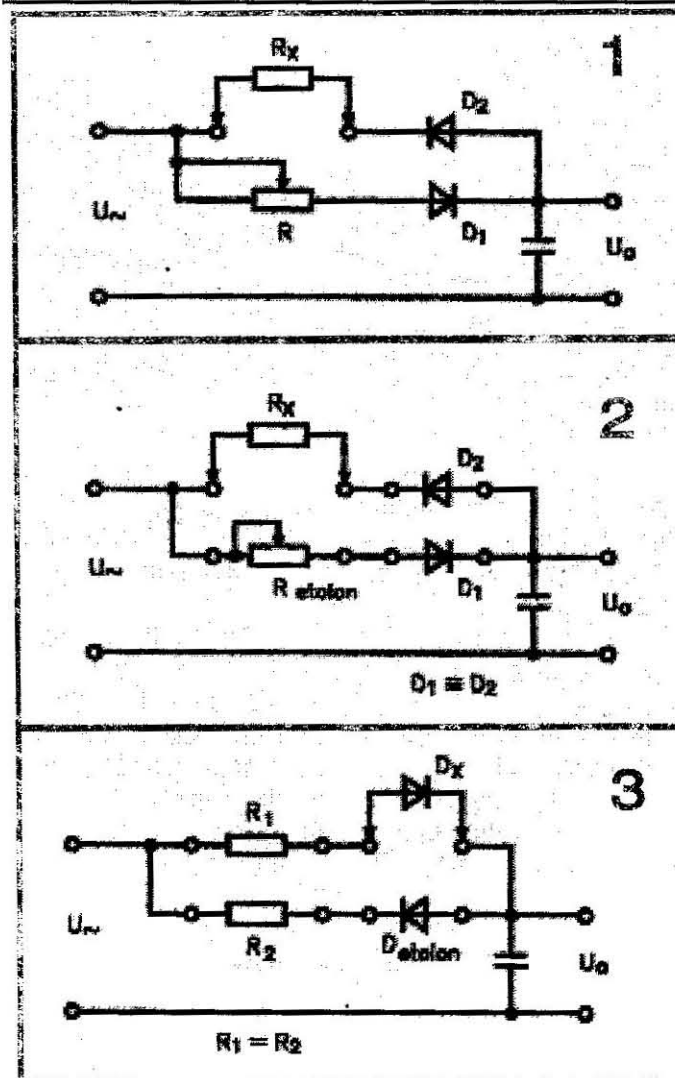 1
Rx
D2
U~
R
D1
Uo
2
Rx
D2
U~
R etalon
D1
Uo
D1 ≡ D2
3
Dx
R1
U~
R2
Detalon
Uo
R1 = R2